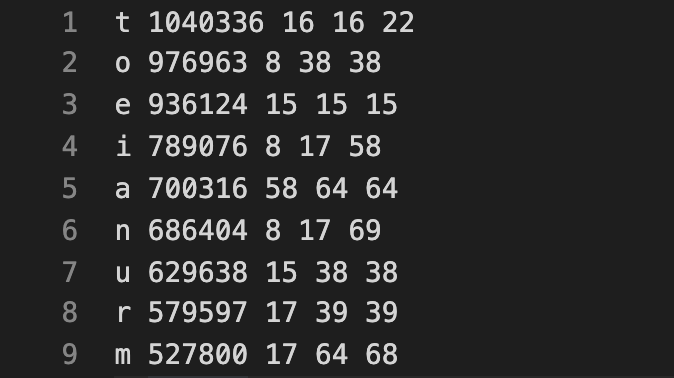 1 t 1040336 16 16 22
2 o 976963 8 38 38
3 e 936124 15 15 15
4 i 789076 8 17 58
5 a 700316 58 64 64
6 n 686404 8 17 69
7 u 629638 15 38 38
8 r 579597 17 39 39
9 m 527800 17 64 68